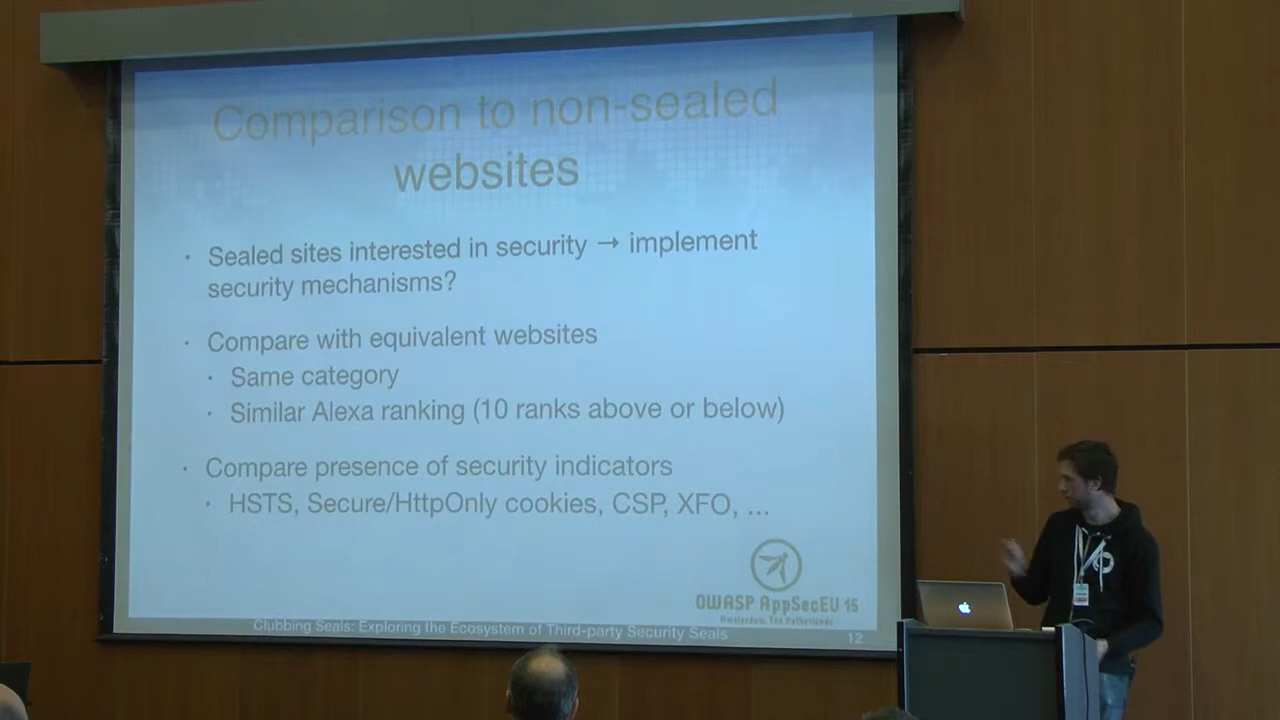 Comparison to non-sealed
websites
· Sealed sites interested in security → implement
security mechanisms?
· Compare with equivalent websites
· Same category
· Similar Alexa ranking (10 ranks above or below)
· Compare presence of security indicators
· HSTS, Secure/HttpOnly cookies, CSP, XFO, ...
OWASP AppSecEU 15
Amsterdam, The Netherlands
Clubbing Seals: Exploring the Ecosystem of Third-party Security Seals
12